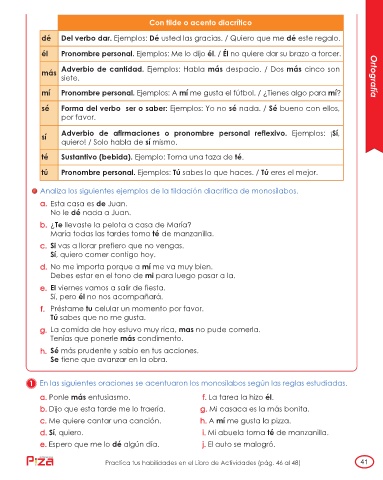 Con tilde o acento diacrítico
dé Del verbo dar. Ejemplos: Dé usted las gracias. / Quiero que me dé este regalo.
él Pronombre personal. Ejemplos: Me lo dijo él. / Él no quiere dar su brazo a torcer.
más Adverbio de cantidad. Ejemplos: Habla más despacio. / Dos más cinco son
siete.
mí Pronombre personal. Ejemplos: A mí me gusta el fútbol. / ¿Tienes algo para mí?
sé Forma del verbo ser o saber: Ejemplos: Yo no sé nada. / Sé bueno con ellos,
por favor.
sí Adverbio de afirmaciones o pronombre personal reflexivo. Ejemplos: ¡Sí,
quiero! / Solo habla de sí mismo.
té Sustantivo (bebida). Ejemplo: Toma una taza de té.
tú Pronombre personal. Ejemplos: Tú sabes lo que haces. / Tú eres el mejor.
Ortografía
Analiza los siguientes ejemplos de la tildación diacrítica de monosílabos.
a. Esta casa es de Juan.
No le dé nada a Juan.
b. ¿Te llevaste la pelota a casa de María?
María todas las tardes toma té de manzanilla.
c. Si vas a llorar prefiero que no vengas.
Sí, quiero comer contigo hoy.
d. No me importa porque a mí me va muy bien.
Debes estar en el tono de mi para luego pasar a la.
e. El viernes vamos a salir de fiesta.
Si, pero él no nos acompañará.
f. Préstame tu celular un momento por favor.
Tú sabes que no me gusta.
g. La comida de hoy estuvo muy rica, mas no pude comerla.
Tenías que ponerle más condimento.
h. Sé más prudente y sabio en tus acciones.
Se tiene que avanzar en la obra.
1 En las siguientes oraciones se acentuaron los monosílabos según las reglas estudiadas.
a. Ponle más entusiasmo.
b. Dijo que esta tarde me lo traería.
c. Me quiere cantar una canción.
d. Sí, quiero.
e. Espero que me lo dé algún día.
f. La tarea la hizo él.
g. Mi casaca es la más bonita.
h. A mí me gusta la pizza.
i. Mi abuela toma té de manzanilla.
j. El auto se malogró.
Practica tus habilidades en el Libro de Actividades (pág. 46 al 48)
41